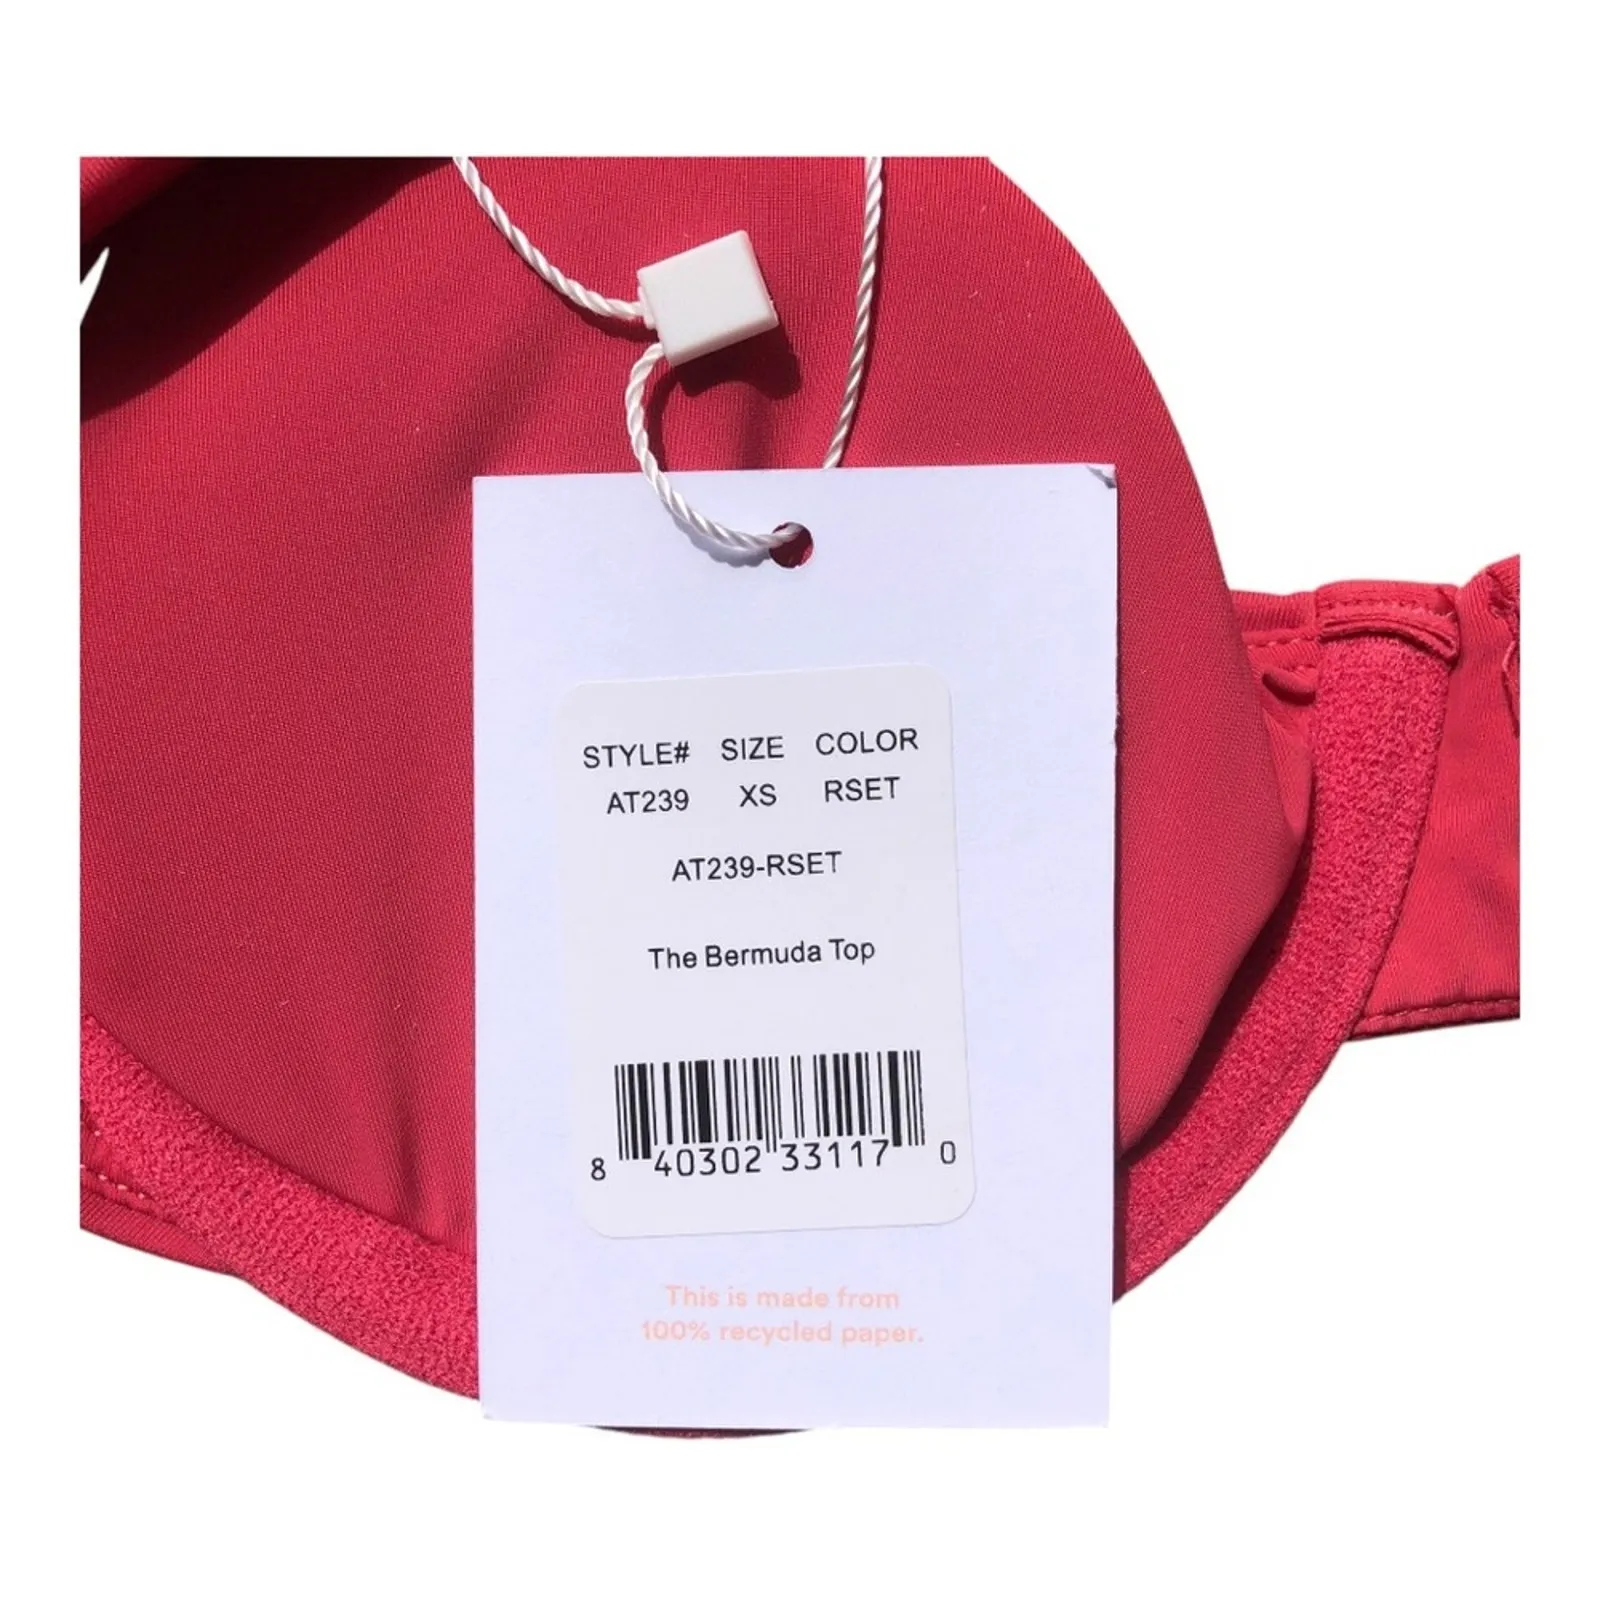 STYLE# SIZE COLOR
AT239 XS RSET
AT239-RSET
The Bermuda Top
8 40302 33117 0
This is made from
100% recycled paper.